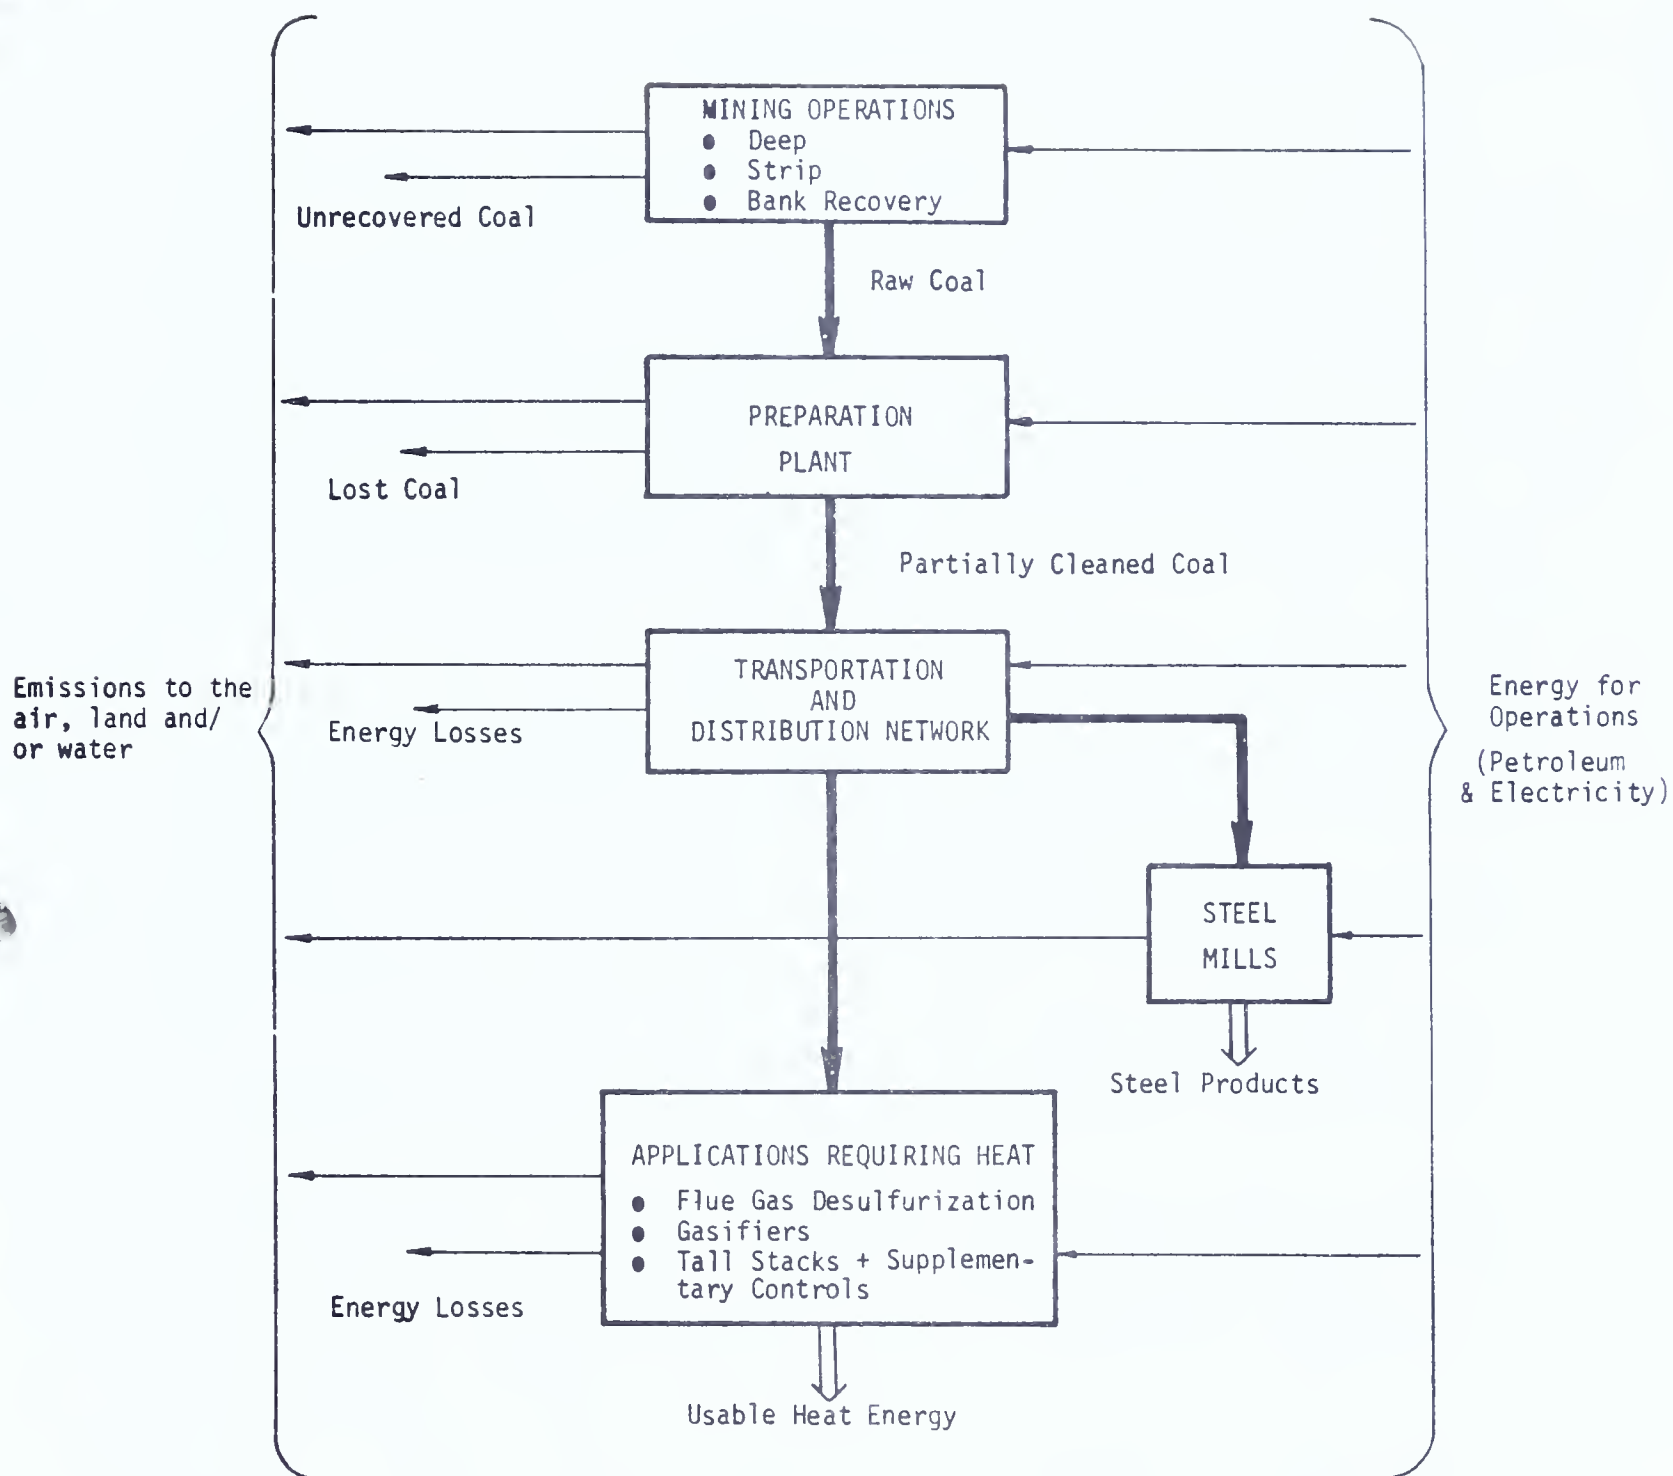 MINING OPERATIONS
● Deep
● Strip
● Bank Recovery
Unrecovered Coal
Raw Coal
PREPARATION
PLANT
Lost Coal
Partially Cleaned Coal
Emissions to the
air, land and/
or water
TRANSPORTATION
AND
DISTRIBUTION NETWORK
Energy Losses
Energy for
Operations
(Petroleum
& Electricity)
STEEL
MILLS
Steel Products
APPLICATIONS REQUIRING HEAT
● Flue Gas Desulfurization
● Gasifiers
● Tall Stacks + Supplemen-
tary Controls
Energy Losses
Usable Heat Energy